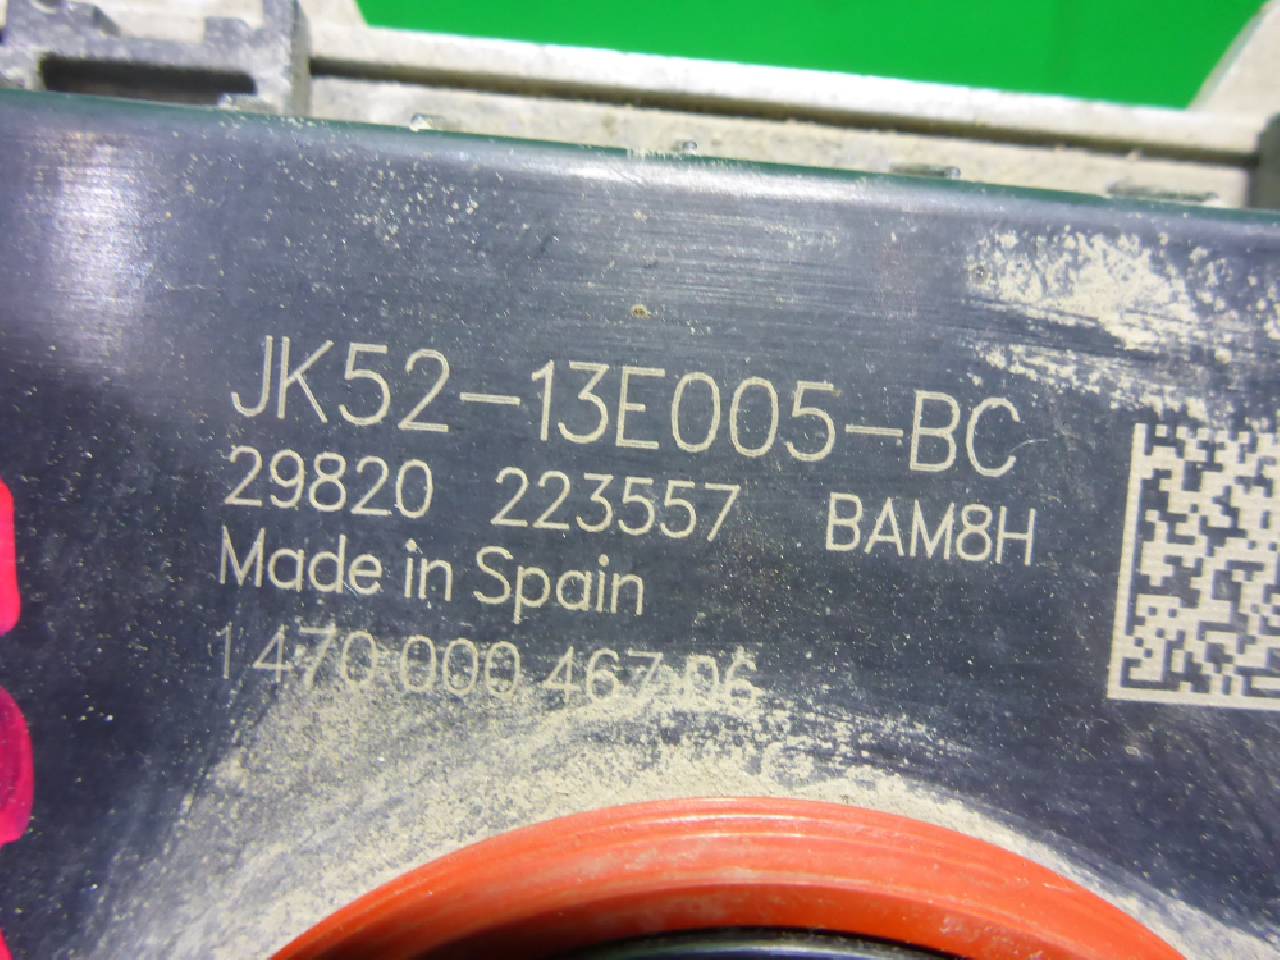 JK52-13E005-BC
29820 223557 BAM8H
Made in Spain
1 470 000 467 06